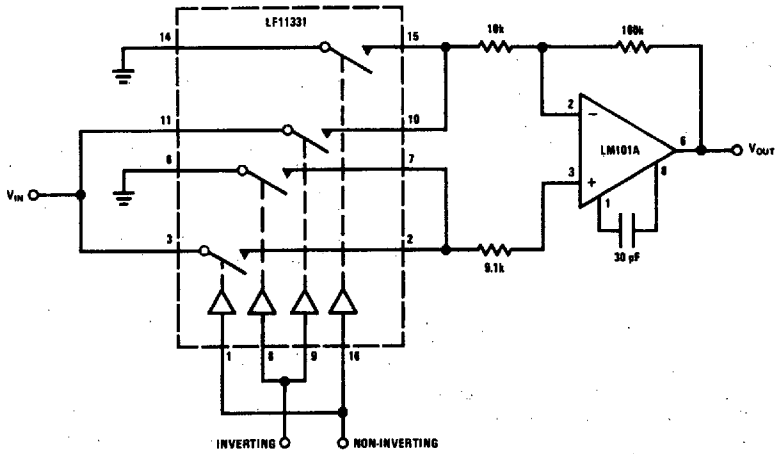 LF11331
14
15
10k
100k
11
10
2
−
LM101A
6
V_OUT
6
7
8
3
+
1
V_IN
3
2
9.1k
30 pF
1
8
9
16
INVERTING
NON-INVERTING